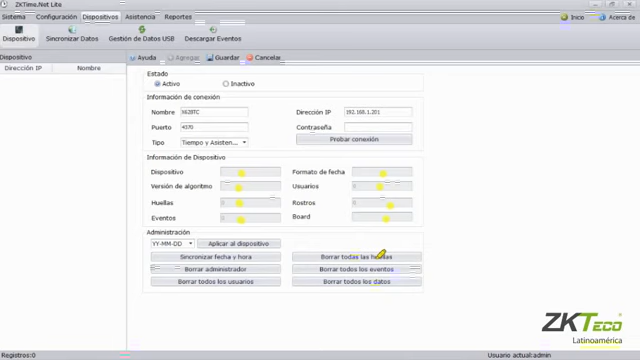 ZKTime.Net Lite
Sistema Configuración Dispositivos Asistencia Reportes
Inicio Acerca de
Dispositivo Sincronizar Datos Gestión de Datos USB Descargar Eventos
Dispositivo
Dirección IP Nombre
Ayuda Agregar Guardar Cancelar
Estado
Activo Inactivo
Información de conexión
Nombre Dirección IP 192.168.1.201
Puerto 4370 Contraseña
Tipo Tiempo y Asisten... Probar conexión
Información de Dispositivo
Dispositivo Formato de fecha
Versión de algoritmo Usuarios 0
Huellas 0 Rostros 0
Eventos 0 Board
Administración
YY-MM-DD Aplicar al dispositivo
Sincronizar fecha y hora Borrar todas las huellas
Borrar administrador Borrar todos los eventos
Borrar todos los usuarios Borrar todos los datos
ZKTeco
Latinoamérica
Registros:0 Usuario actual:admin